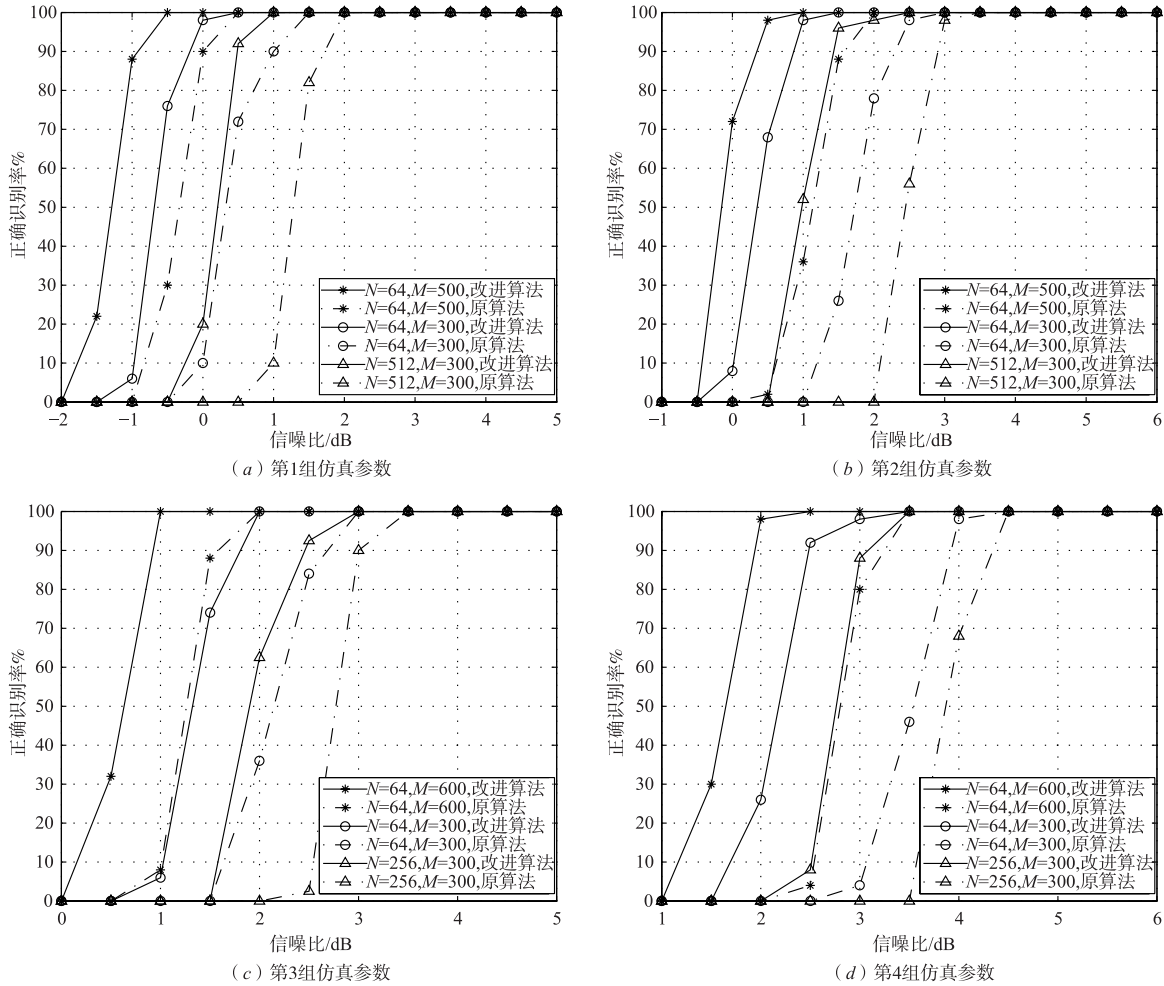 100
90
80
70
60
50
40
30
20
10
0
正确识别率%
N=64,M=500,改进算法
N=64,M=500,原算法
N=64,M=300,改进算法
N=64,M=300,原算法
N=512,M=300,改进算法
N=512,M=300,原算法
−2 −1 0 1 2 3 4 5
信噪比/dB
(a)第1组仿真参数
100
90
80
70
60
50
40
30
20
10
0
正确识别率%
N=64,M=500,改进算法
N=64,M=500,原算法
N=64,M=300,改进算法
N=64,M=300,原算法
N=512,M=300,改进算法
N=512,M=300,原算法
−1 0 1 2 3 4 5 6
信噪比/dB
(b)第2组仿真参数
100
90
80
70
60
50
40
30
20
10
0
正确识别率%
N=64,M=600,改进算法
N=64,M=600,原算法
N=64,M=300,改进算法
N=64,M=300,原算法
N=256,M=300,改进算法
N=256,M=300,原算法
0 1 2 3 4 5
信噪比/dB
(c)第3组仿真参数
100
90
80
70
60
50
40
30
20
10
0
正确识别率%
N=64,M=600,改进算法
N=64,M=600,原算法
N=64,M=300,改进算法
N=64,M=300,原算法
N=256,M=300,改进算法
N=256,M=300,原算法
1 2 3 4 5 6
信噪比/dB
(d)第4组仿真参数